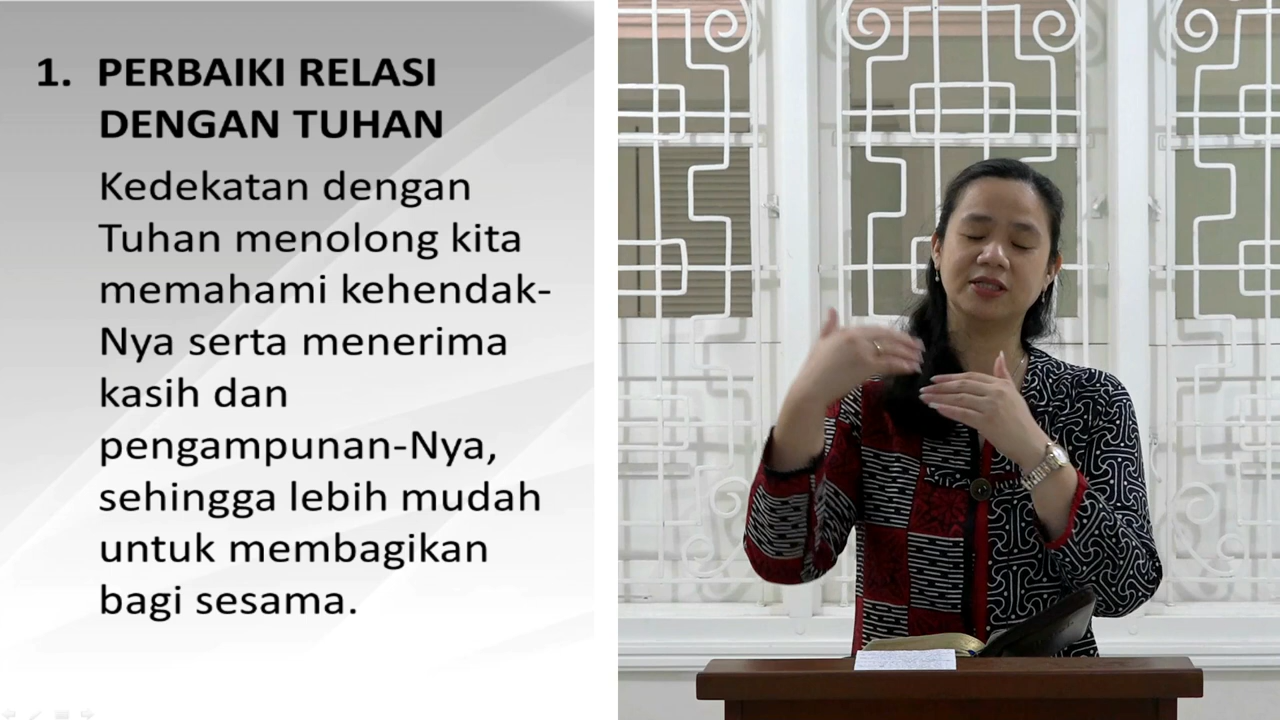 1. PERBAIKI RELASI
DENGAN TUHAN
Kedekatan dengan
Tuhan menolong kita
memahami kehendak-
Nya serta menerima
kasih dan
pengampunan-Nya,
sehingga lebih mudah
untuk membagikan
bagi sesama.